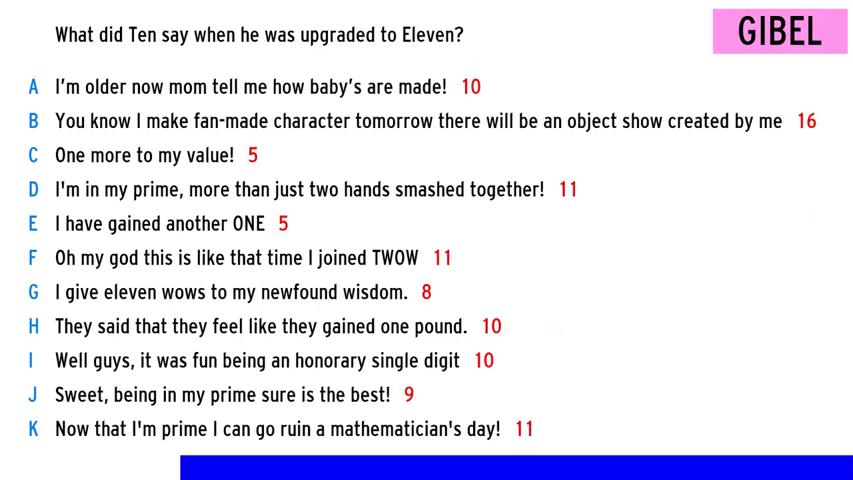 What did Ten say when he was upgraded to Eleven?
GIBEL
A I'm older now mom tell me how baby's are made! 10
B You know I make fan-made character tomorrow there will be an object show created by me 16
C One more to my value! 5
D I'm in my prime, more than just two hands smashed together! 11
E I have gained another ONE 5
F Oh my god this is like that time I joined TWOW 11
G I give eleven wows to my newfound wisdom. 8
H They said that they feel like they gained one pound. 10
I Well guys, it was fun being an honorary single digit 10
J Sweet, being in my prime sure is the best! 9
K Now that I'm prime I can go ruin a mathematician's day! 11